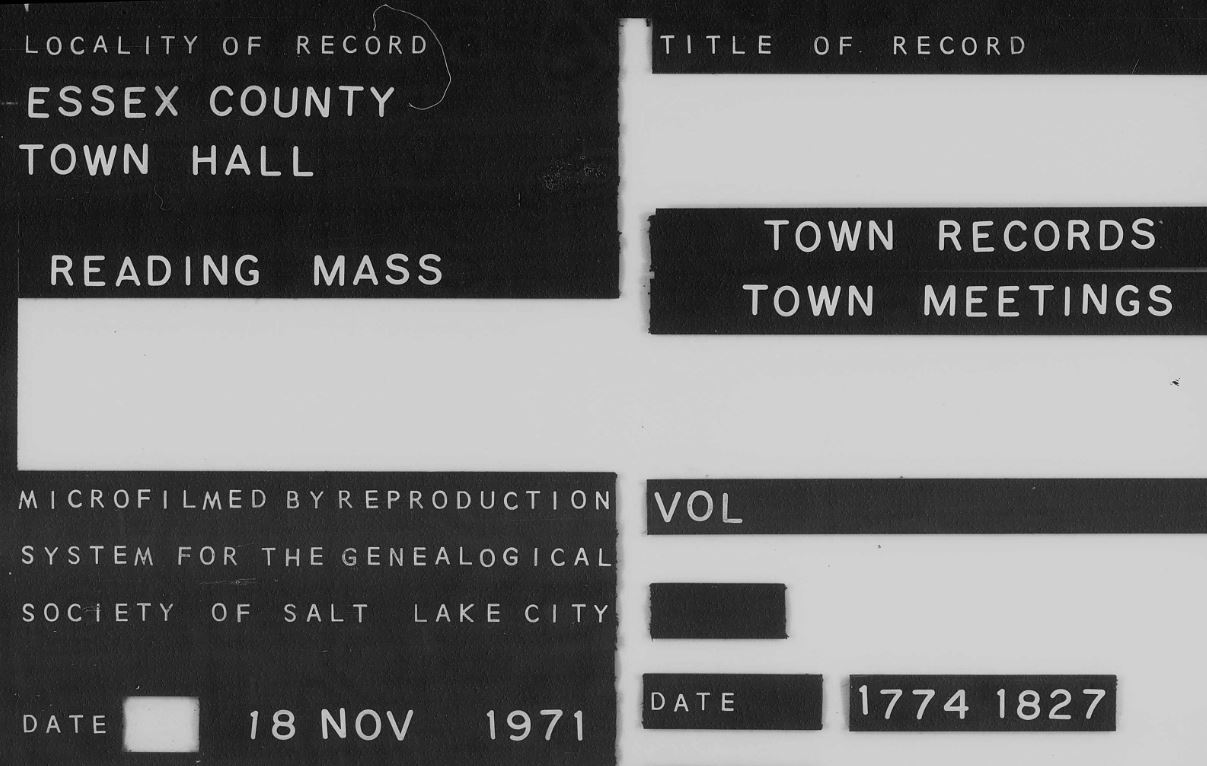 LOCALITY OF RECORD
ESSEX COUNTY
TOWN HALL
READING MASS
MICROFILMED BY REPRODUCTION
SYSTEM FOR THE GENEALOGICAL
SOCIETY OF SALT LAKE CITY
DATE 18 NOV 1971
TITLE OF RECORD
TOWN RECORDS
TOWN MEETINGS
VOL
DATE 1774 1827